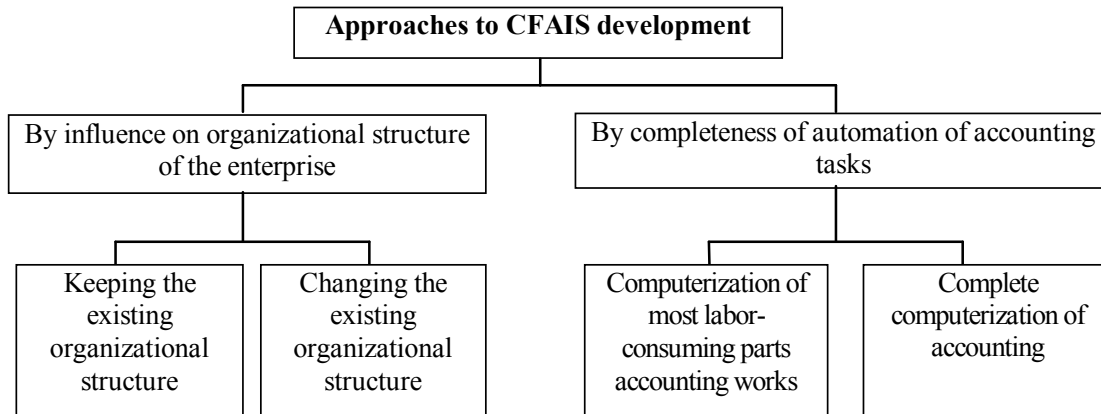 Approaches to CFAIS development
By influence on organizational structure
of the enterprise
By completeness of automation of accounting
tasks
Keeping the
existing
organizational
structure
Changing the
existing
organizational
structure
Computerization of
most labor-
consuming parts
accounting works
Complete
computerization of
accounting